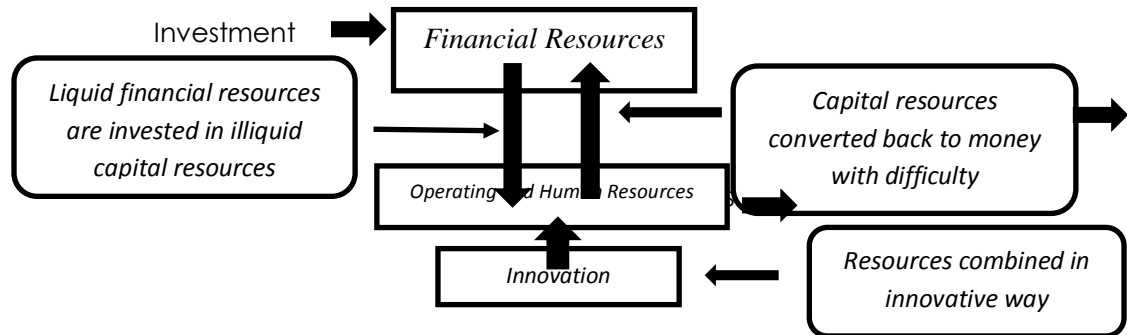 Investment
Financial Resources
Liquid financial resources
are invested in illiquid
capital resources
Capital resources
converted back to money
with difficulty
Operating and Human Resources
Innovation
Resources combined in
innovative way